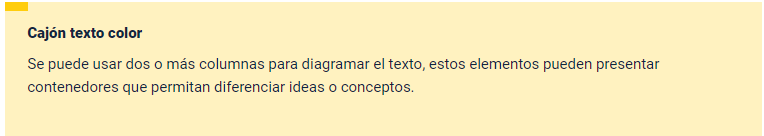 Cajón texto color
Se puede usar dos o más columnas para diagramar el texto, estos elementos pueden presentar
contenedores que permitan diferenciar ideas o conceptos.